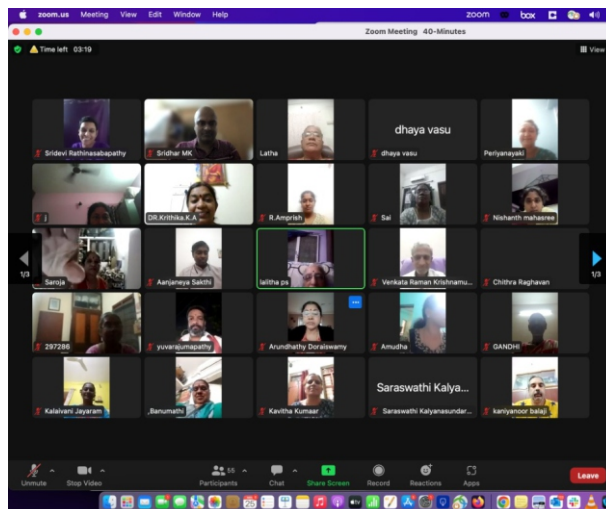 zoom.us Meeting View Edit Window Help
zoom box
Zoom Meeting 40-Minutes
Time left 03:19
View
Sridevi Rathinasabapathy
Sridhar MK
Latha
dhaya vasu
dhaya vasu
Periyanayaki
j
DR.Krithika.K.A
R.Amprish
Sai
Nishanth mahasree
1/3
1/3
Saroja
Aanjaneya Sakthi
lalitha ps
Venkata Raman Krishnamu...
Chithra Raghavan
297286
yuvarajumapathy
Arundhathy Doraiswamy
Amudha
GANDHI
Saraswathi Kalya...
Kalaivani Jayaram
,Banumathi
Kavitha Kumaar
Saraswathi Kalyanasundar...
kaniyanoor balaji
55
Unmute
Stop Video
Participants
Chat
Share Screen
Record
Reactions
Apps
Leave